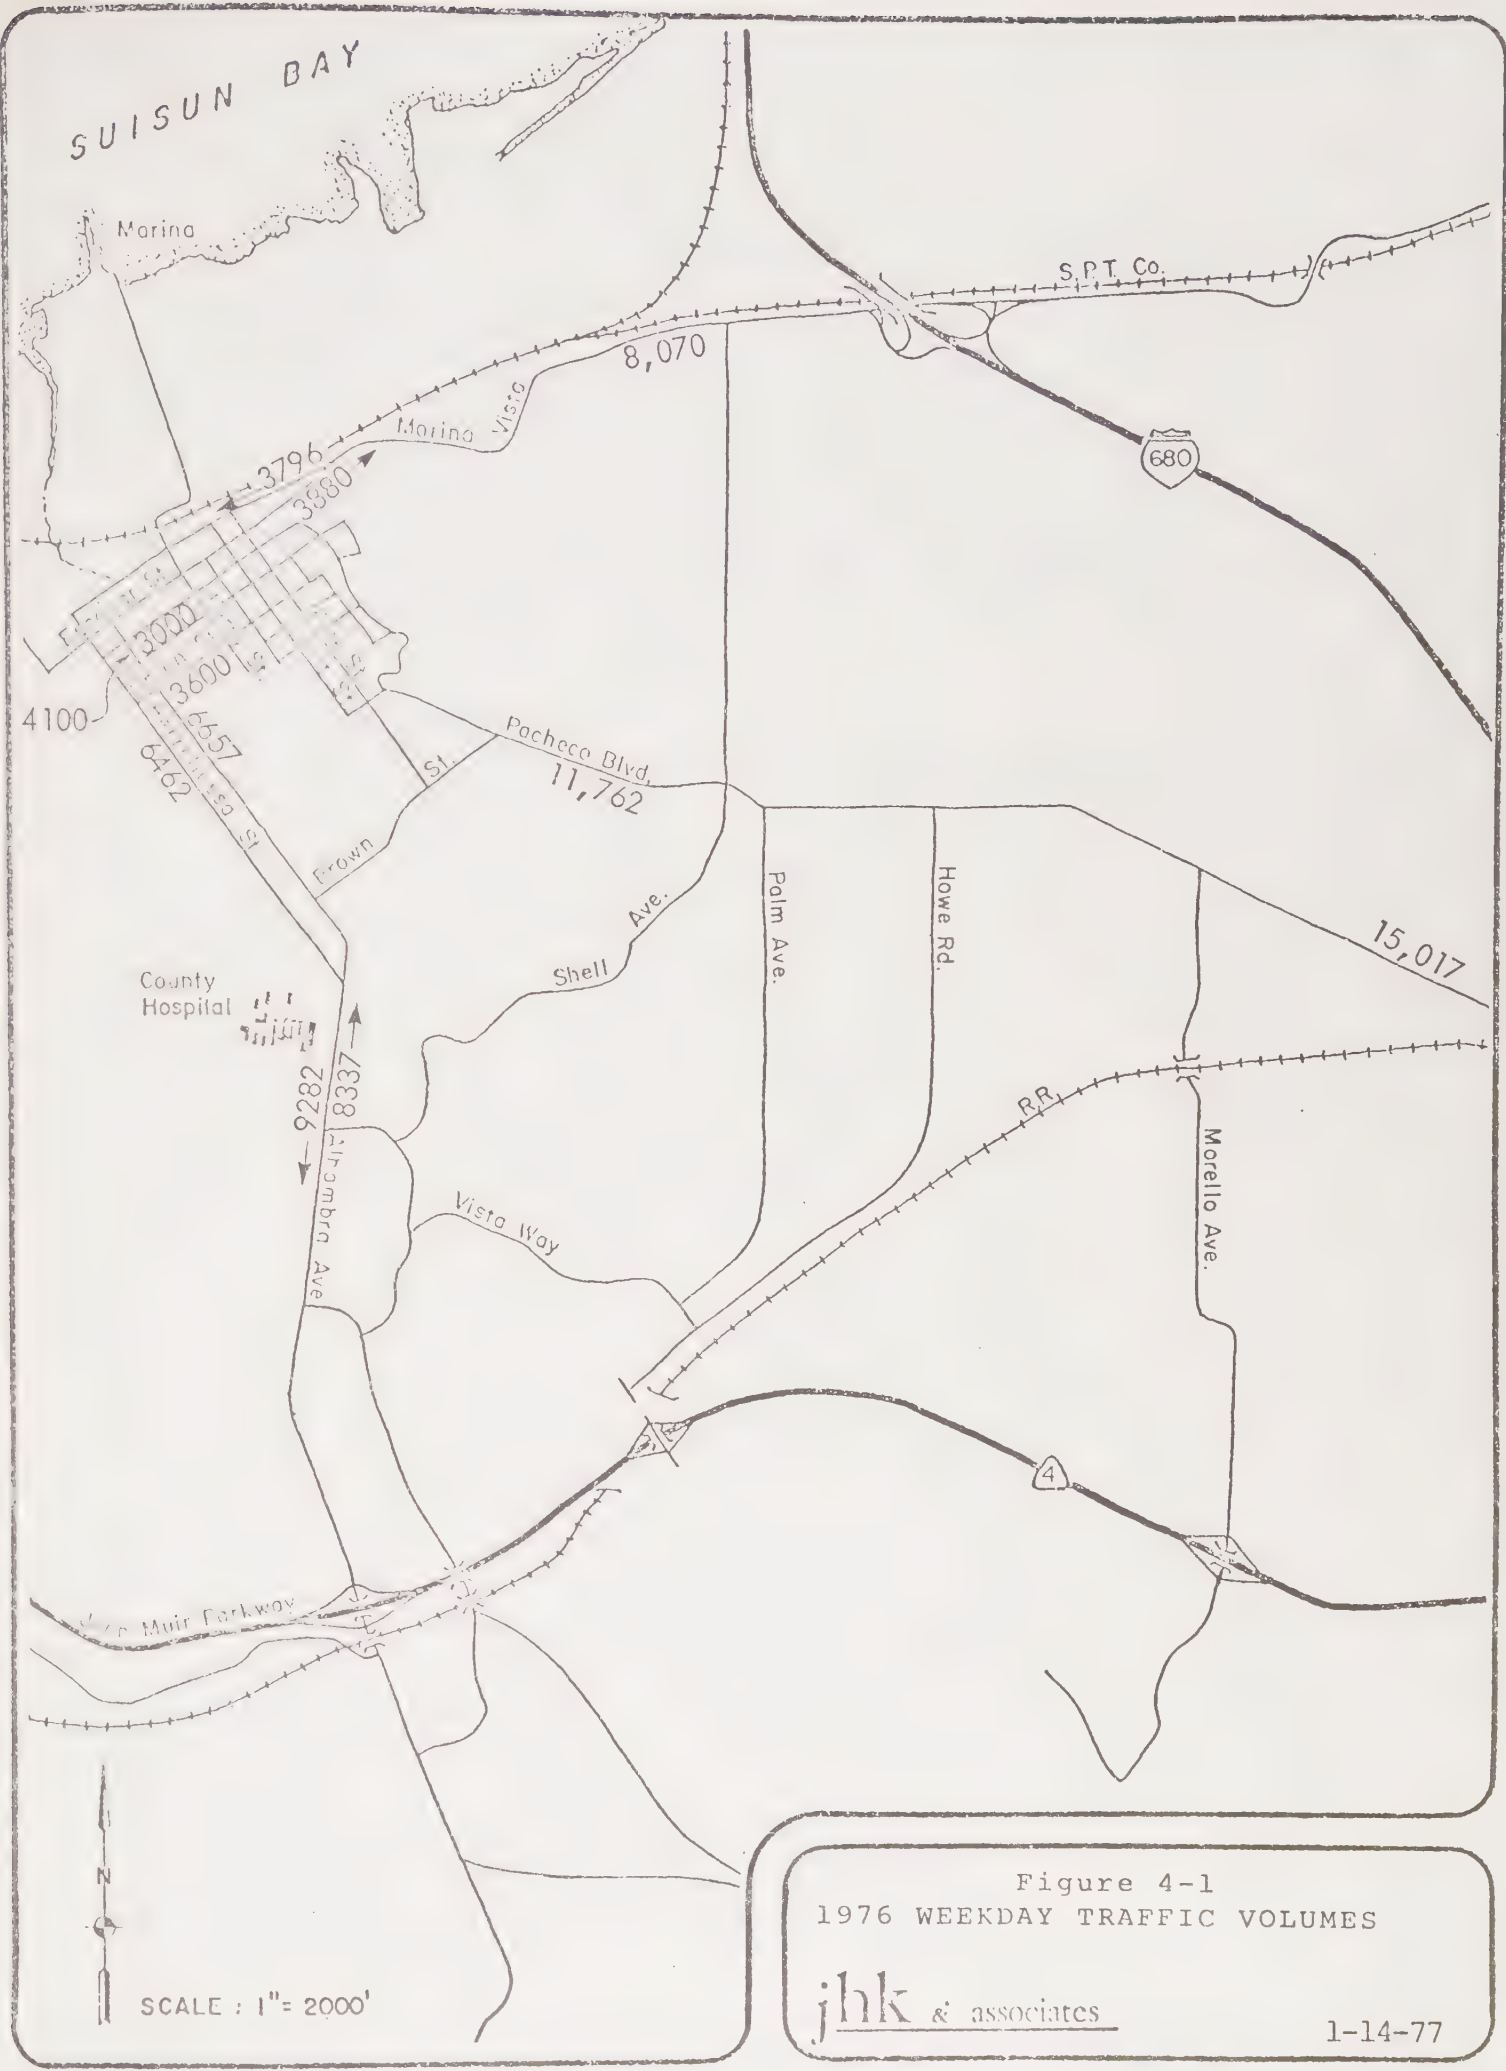 SUISUN BAY
Marina
S.P.T. Co.
8,070
Marina Vista
680
3796
3880
3000
3600
4100
6657
6462
St
Pacheco Blvd.
11,762
St.
Brown
Palm Ave.
Howe Rd.
15,017
Shell Ave.
County
Hospital
9282
8337
R.R.
Alhambra Ave
Vista Way
Morello Ave.
4
Muir Parkway
N
SCALE : 1"= 2000'
Figure 4-1
1976 WEEKDAY TRAFFIC VOLUMES
jhk & associates
1-14-77